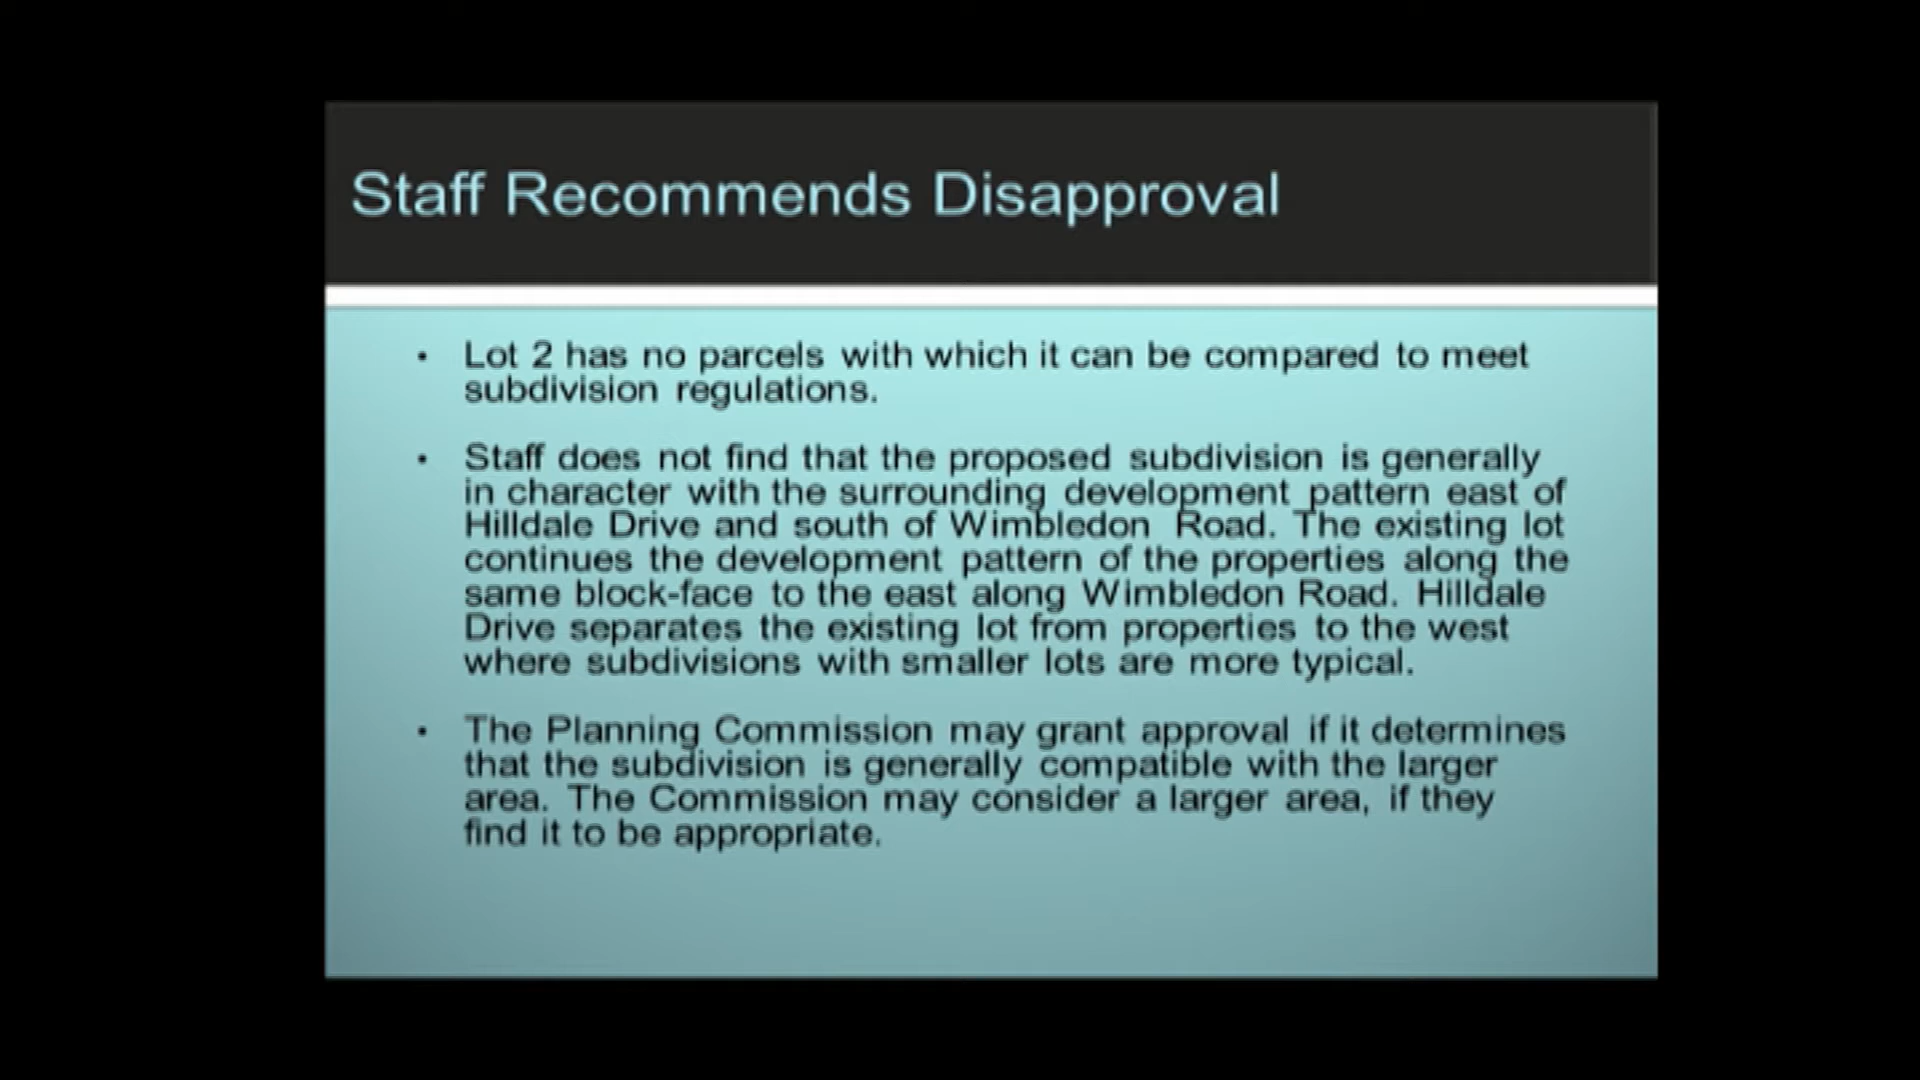 Staff Recommends Disapproval
• Lot 2 has no parcels with which it can be compared to meet
subdivision regulations.
• Staff does not find that the proposed subdivision is generally
in character with the surrounding development pattern east of
Hilldale Drive and south of Wimbledon Road. The existing lot
continues the development pattern of the properties along the
same block-face to the east along Wimbledon Road. Hilldale
Drive separates the existing lot from properties to the west
where subdivisions with smaller lots are more typical.
• The Planning Commission may grant approval if it determines
that the subdivision is generally compatible with the larger
area. The Commission may consider a larger area, if they
find it to be appropriate.